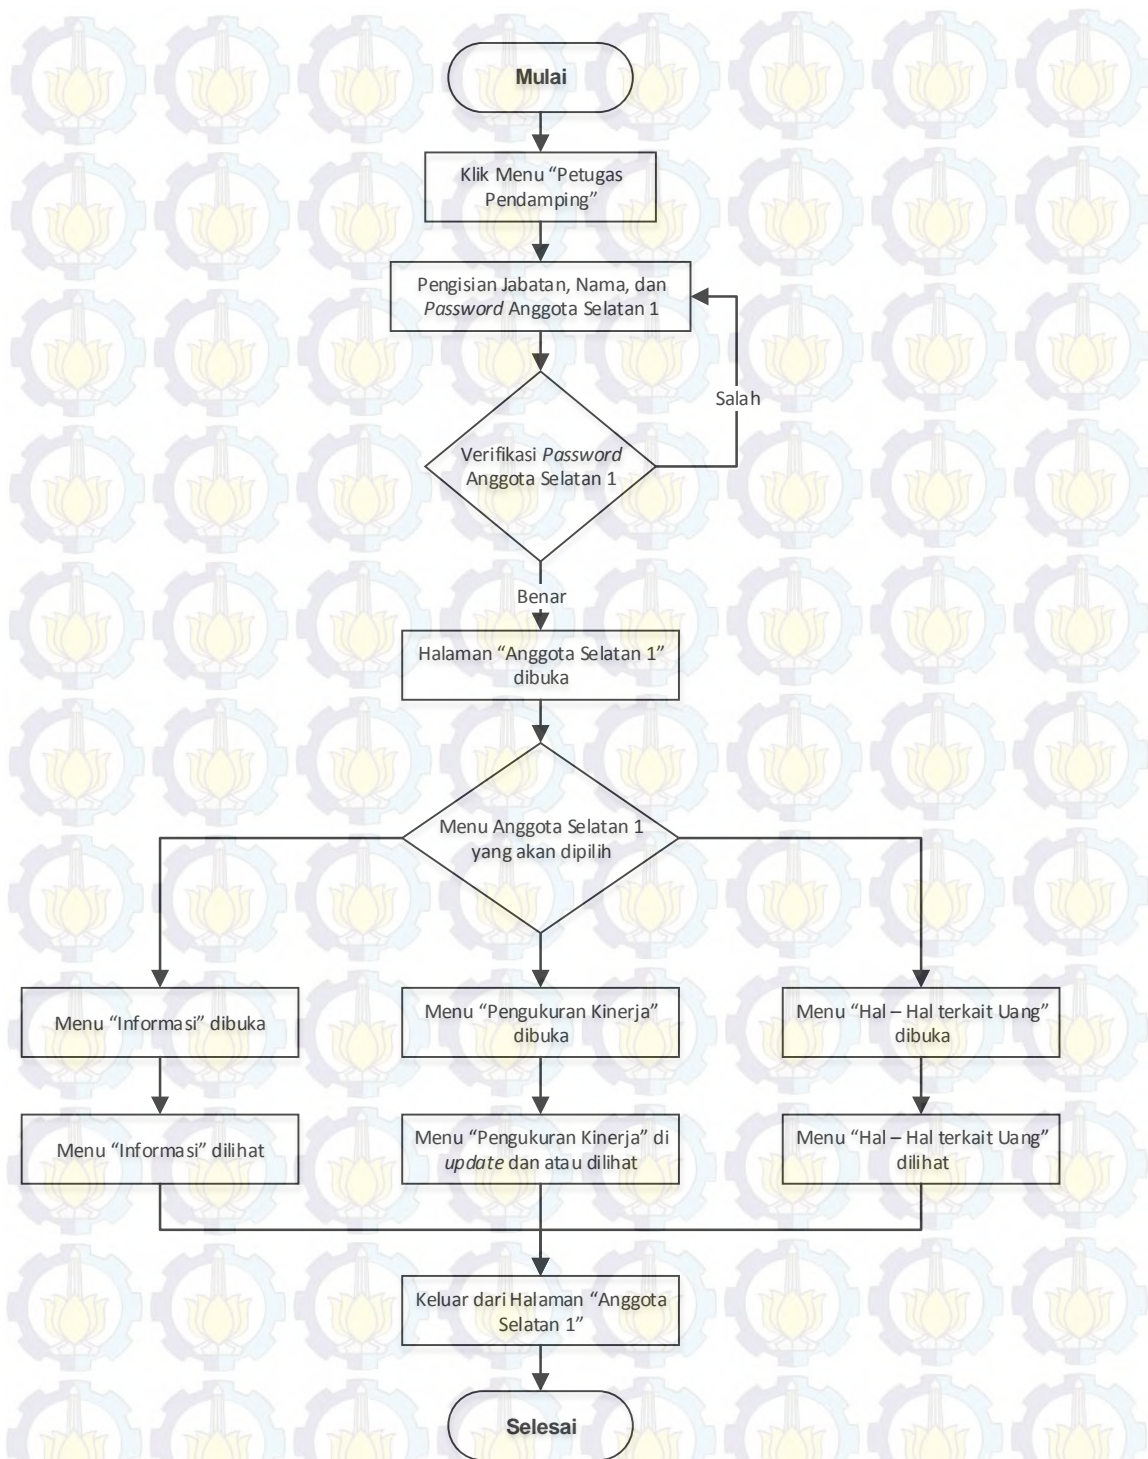 Mulai
Klik Menu “Petugas
Pendamping”
Pengisian Jabatan, Nama, dan
Password Anggota Selatan 1
Salah
Verifikasi Password
Anggota Selatan 1
Benar
Halaman “Anggota Selatan 1”
dibuka
Menu Anggota Selatan 1
yang akan dipilih
Menu “Informasi” dibuka
Menu “Pengukuran Kinerja”
dibuka
Menu “Hal – Hal terkait Uang”
dibuka
Menu “Informasi” dilihat
Menu “Pengukuran Kinerja” di
update dan atau dilihat
Menu “Hal – Hal terkait Uang”
dilihat
Keluar dari Halaman “Anggota
Selatan 1”
Selesai